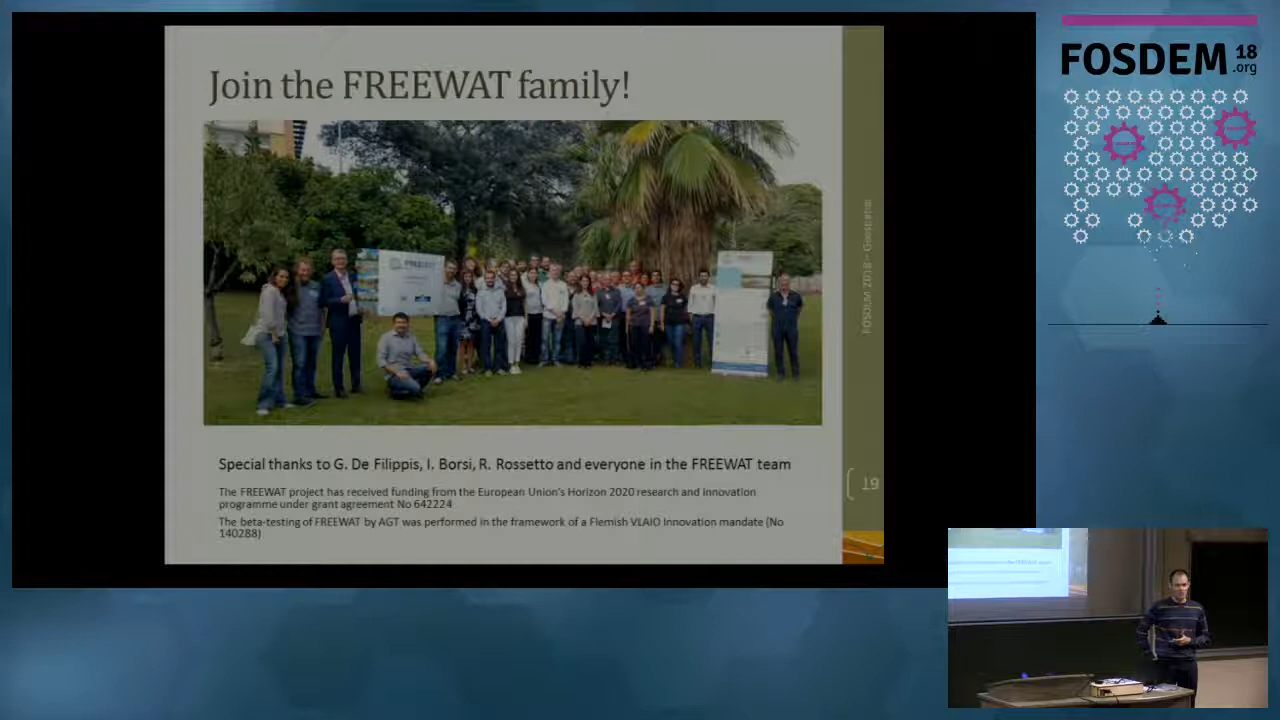 Join the FREEWAT family!
FOSDEM 2018 – Geospatial
Special thanks to G. De Filippis, I. Borsi, R. Rossetto and everyone in the FREEWAT team
The FREEWAT project has received funding from the European Union's Horizon 2020 research and innovation
programme under grant agreement No 642224
The beta-testing of FREEWAT by AGT was performed in the framework of a Flemish VLAIO Innovation mandate (No
140288)
19
FOSDEM 18
.org